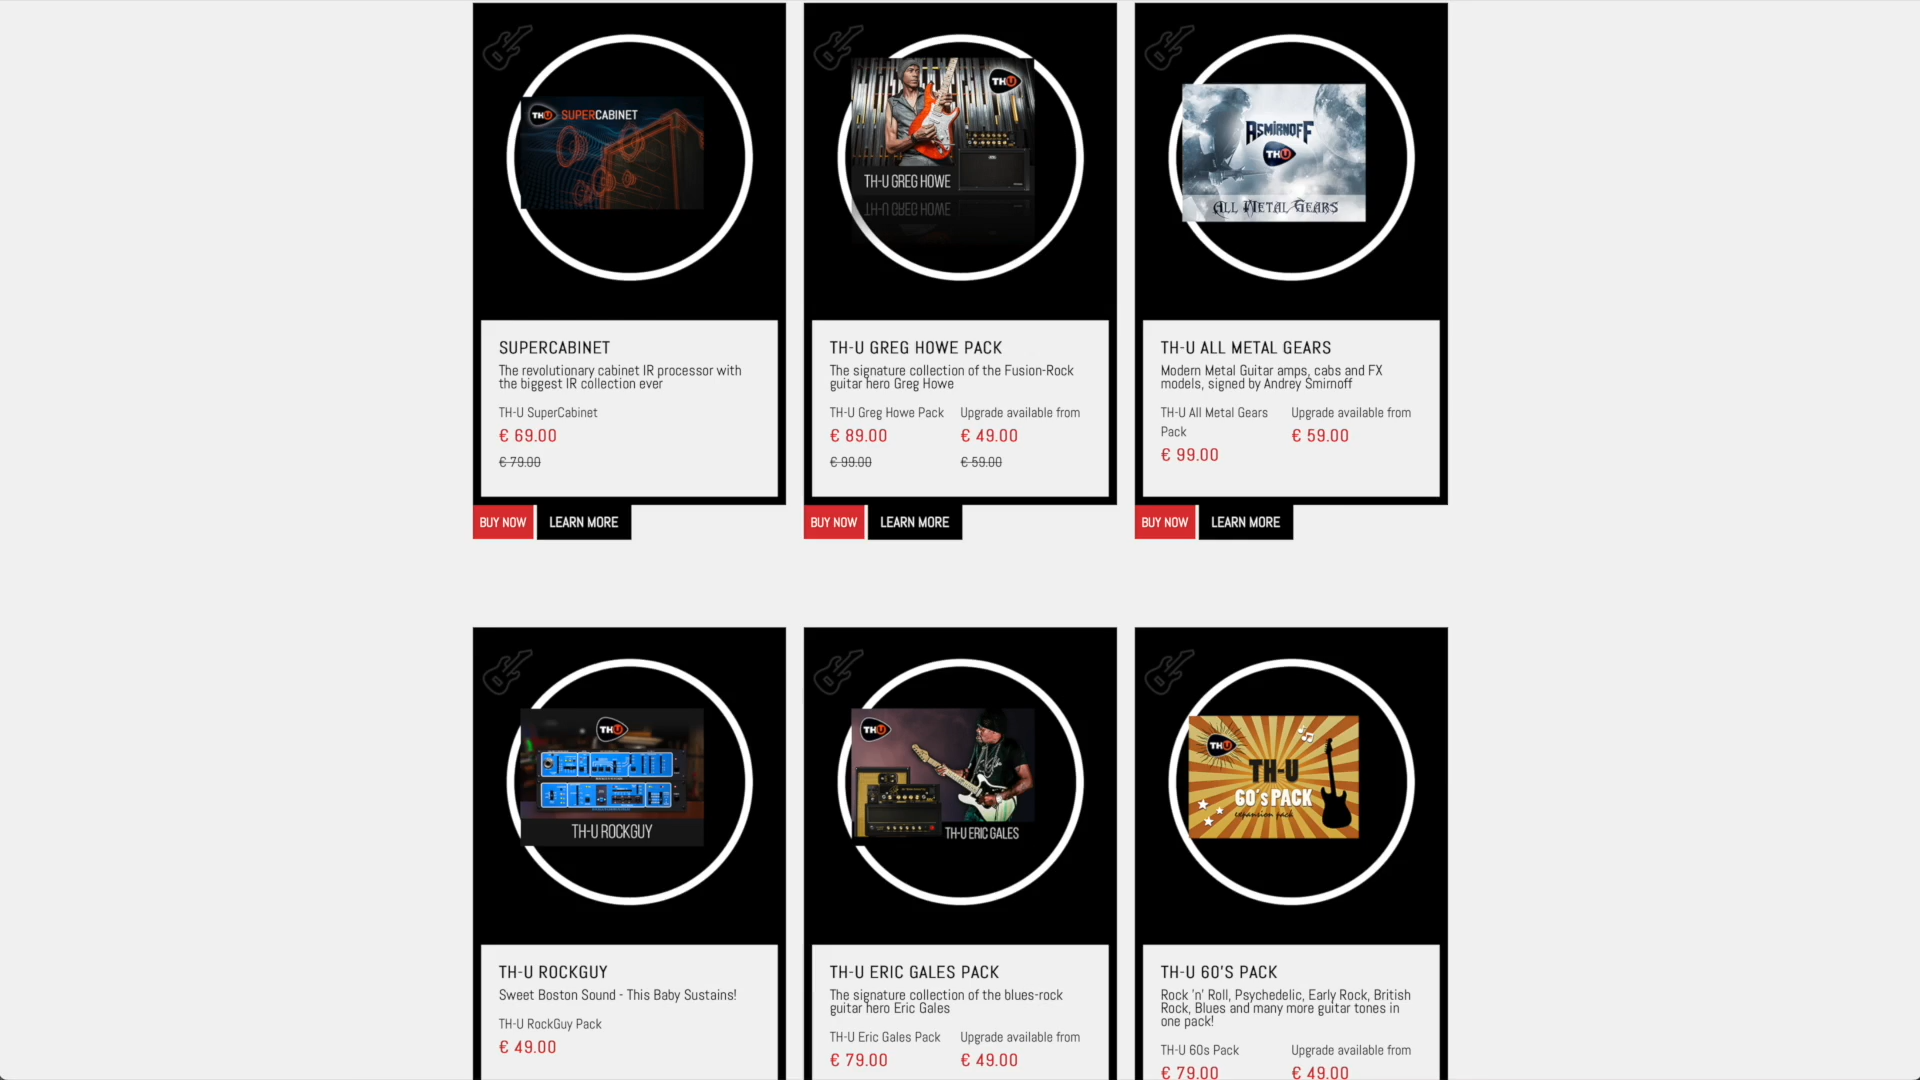 TH-U SUPERCABINET
TH-U
TH-U GREG HOWE
ASMIRNOFF
TH-U
ALL METAL GEARS
SUPERCABINET
The revolutionary cabinet IR processor with
the biggest IR collection ever
TH-U SuperCabinet
€ 69.00
€ 79.00
BUY NOW LEARN MORE
TH-U GREG HOWE PACK
The signature collection of the Fusion-Rock
guitar hero Greg Howe
TH-U Greg Howe Pack Upgrade available from
€ 89.00 € 49.00
€ 99.00 € 59.00
BUY NOW LEARN MORE
TH-U ALL METAL GEARS
Modern Metal Guitar amps, cabs and FX
models, signed by Andrey Smirnoff
TH-U All Metal Gears Upgrade available from
Pack € 59.00
€ 99.00
BUY NOW LEARN MORE
TH-U
TH-U ROCKGUY
TH-U
TH-U ERIC GALES
TH-U
TH-U
60's PACK
expansion pack
TH-U ROCKGUY
Sweet Boston Sound - This Baby Sustains!
TH-U RockGuy Pack
€ 49.00
TH-U ERIC GALES PACK
The signature collection of the blues-rock
guitar hero Eric Gales
TH-U Eric Gales Pack Upgrade available from
€ 79.00 € 49.00
TH-U 60'S PACK
Rock 'n' Roll, Psychedelic, Early Rock, British
Rock, Blues and many more guitar tones in
one pack!
TH-U 60s Pack Upgrade available from
€ 79.00 € 49.00